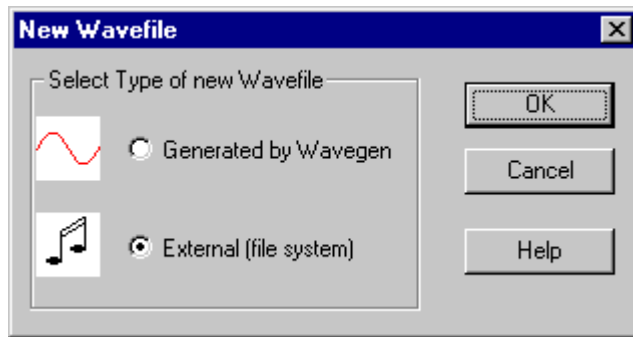 New Wavefile
Select Type of new Wavefile
Generated by Wavegen
External (file system)
OK
Cancel
Help